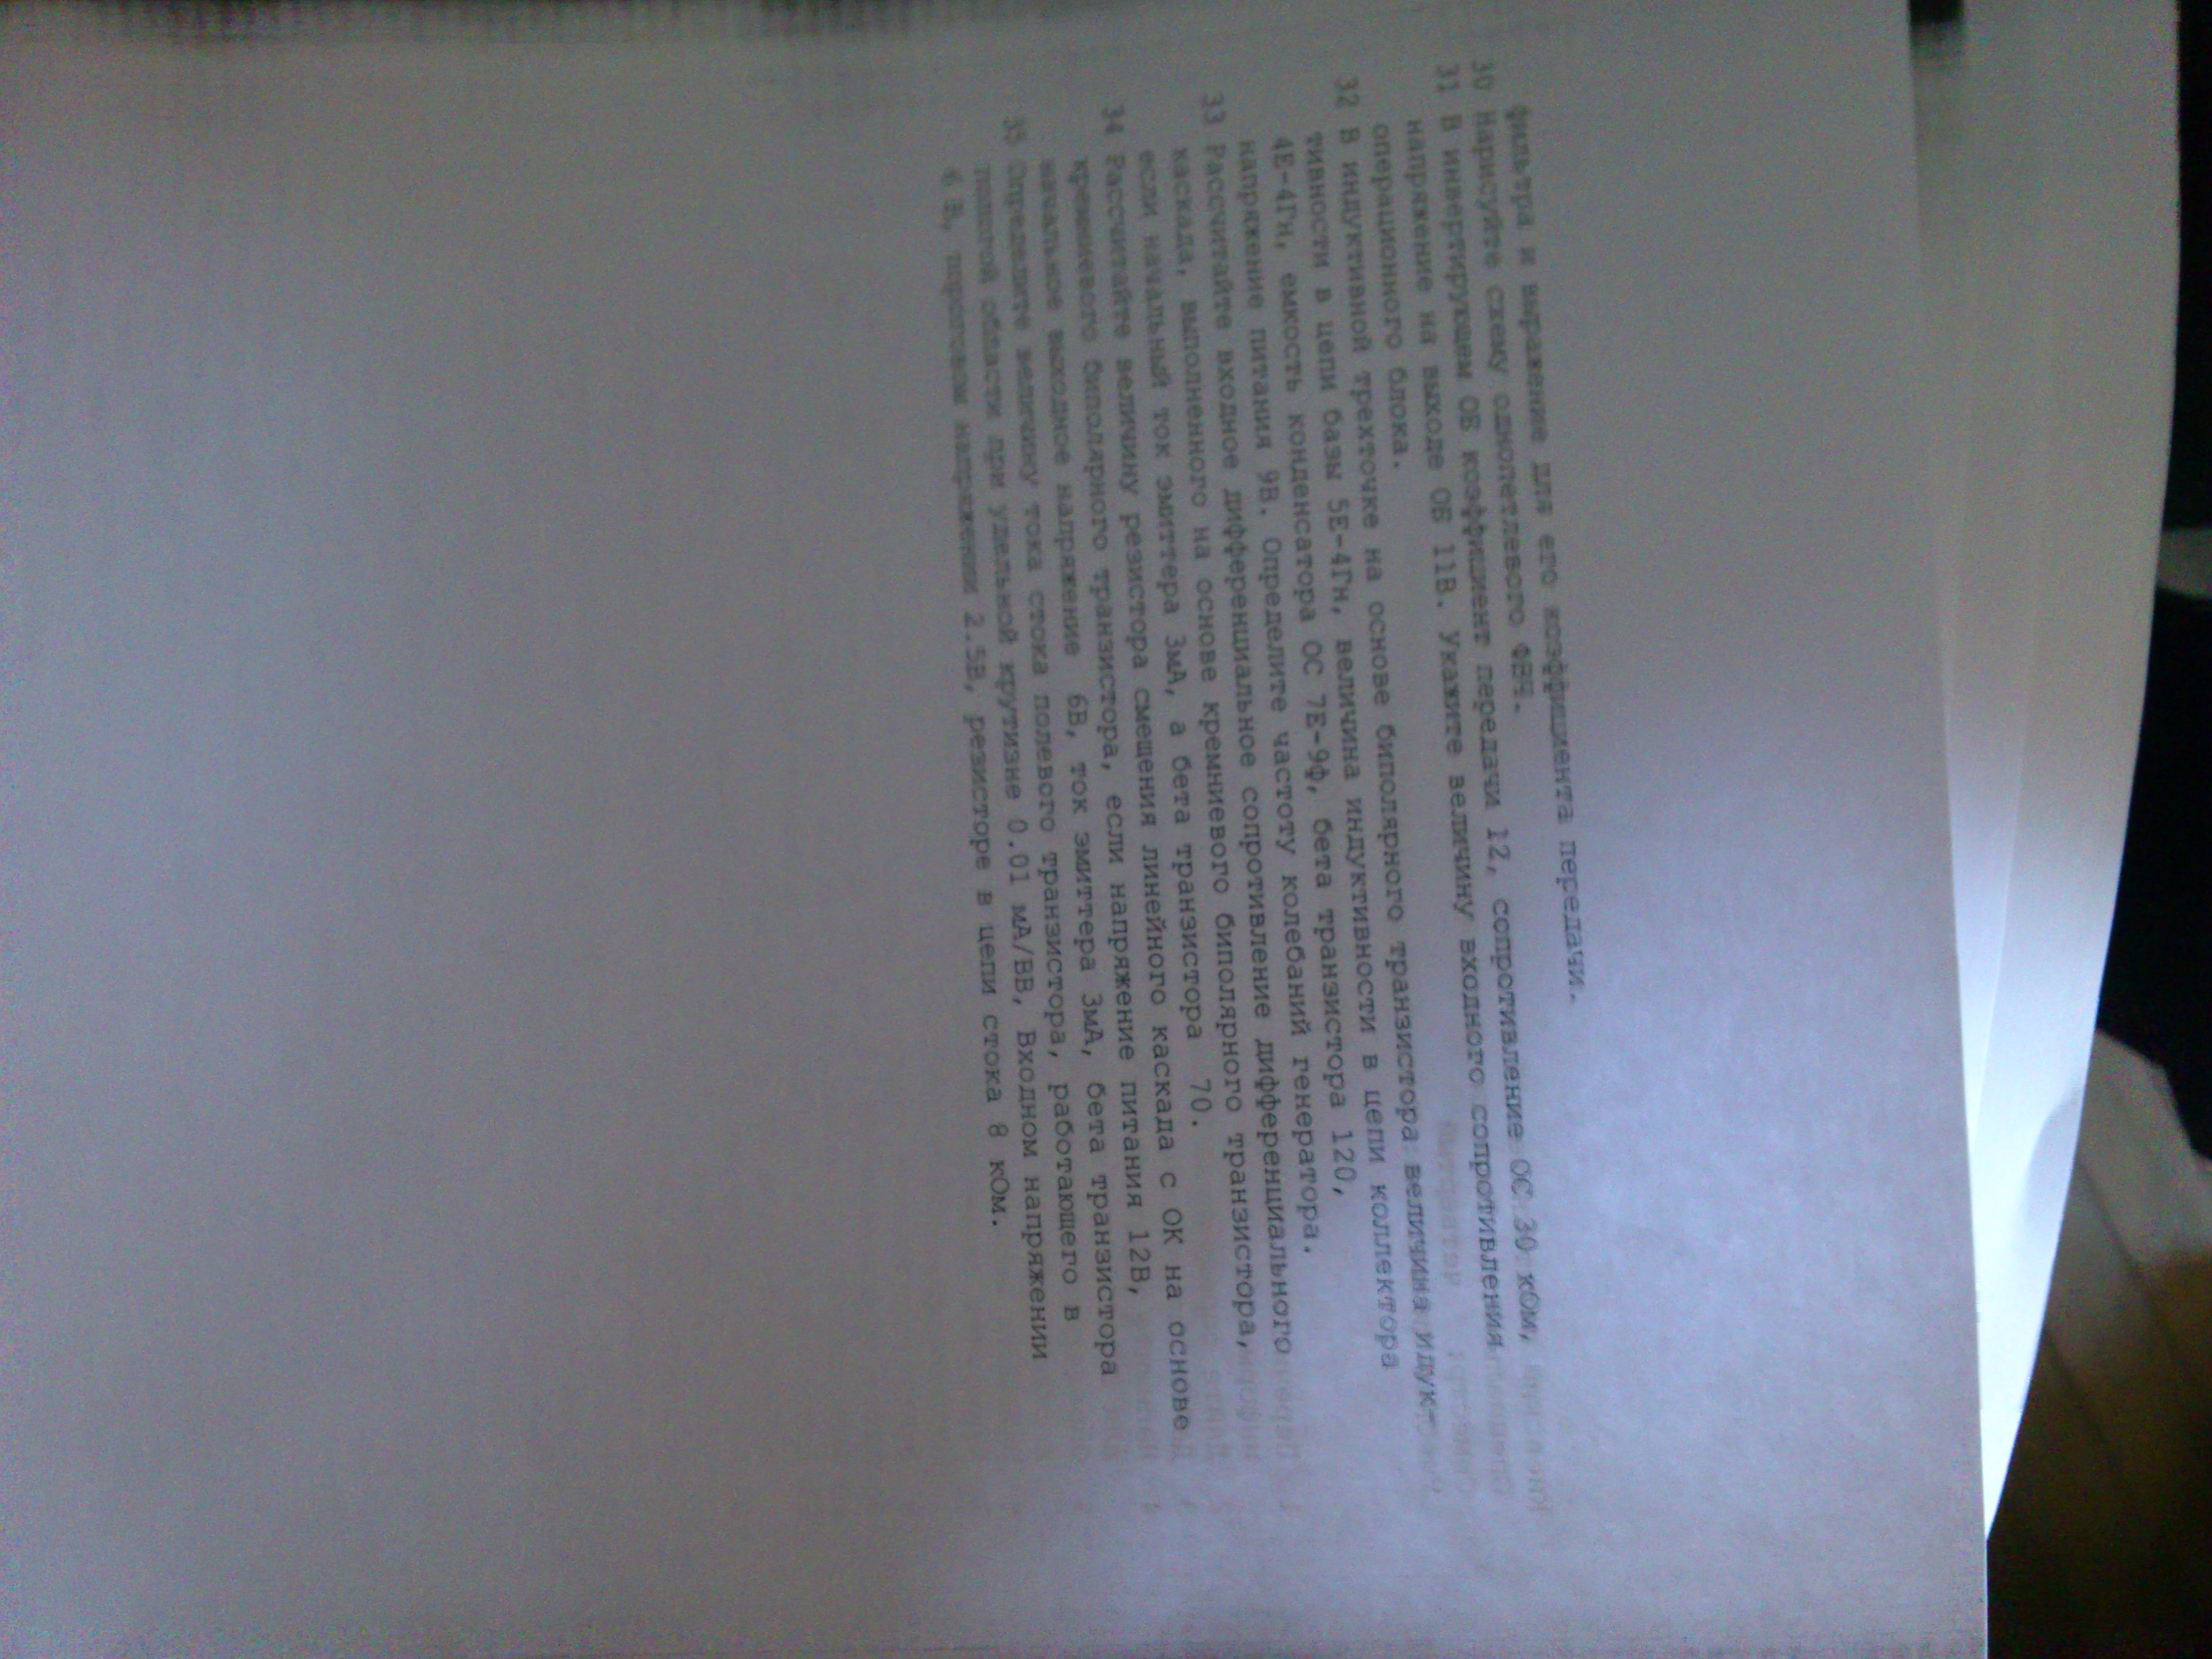 фильтра и выражение для его коэффициента передачи.
30 Нарисуйте схему однопетлевого ФВЧ.
31 В инвертирующем ОБ коэффициент передачи 12, сопротивление ОС 30 кОм,
напряжение на выходе ОБ 11В. Укажите величину входного сопротивления
операционного блока.
32 В индуктивной трехточке на основе биполярного транзистора величина идук-
тивности в цепи базы 5Е-4Гн, величина индуктивности в цепи коллектора
4Е-4Гн, емкость конденсатора ОС 7Е-9ф, бета транзистора 120,
напряжение питания 9В. Определите частоту колебаний генератора.
33 Рассчитайте входное дифференциальное сопротивление дифференциального
каскада, выполненного на основе кремниевого биполярного транзистора,
если начальный ток эмиттера 3мА, а бета транзистора 70.
34 Рассчитайте величину резистора смещения линейного каскада с ОК на основе
кремниевого биполярного транзистора, если напряжение питания 12В,
начальное выходное напряжение 6В, ток эмиттера 3мА, бета транзистора
35 Определите величину тока стока полевого транзистора, работающего в
пологой области при удельной крутизне 0.01 мА/ВВ, Входном напряжении
6 В, пороговом напряжении 2.5В, резисторе в цепи стока 8 кОм.